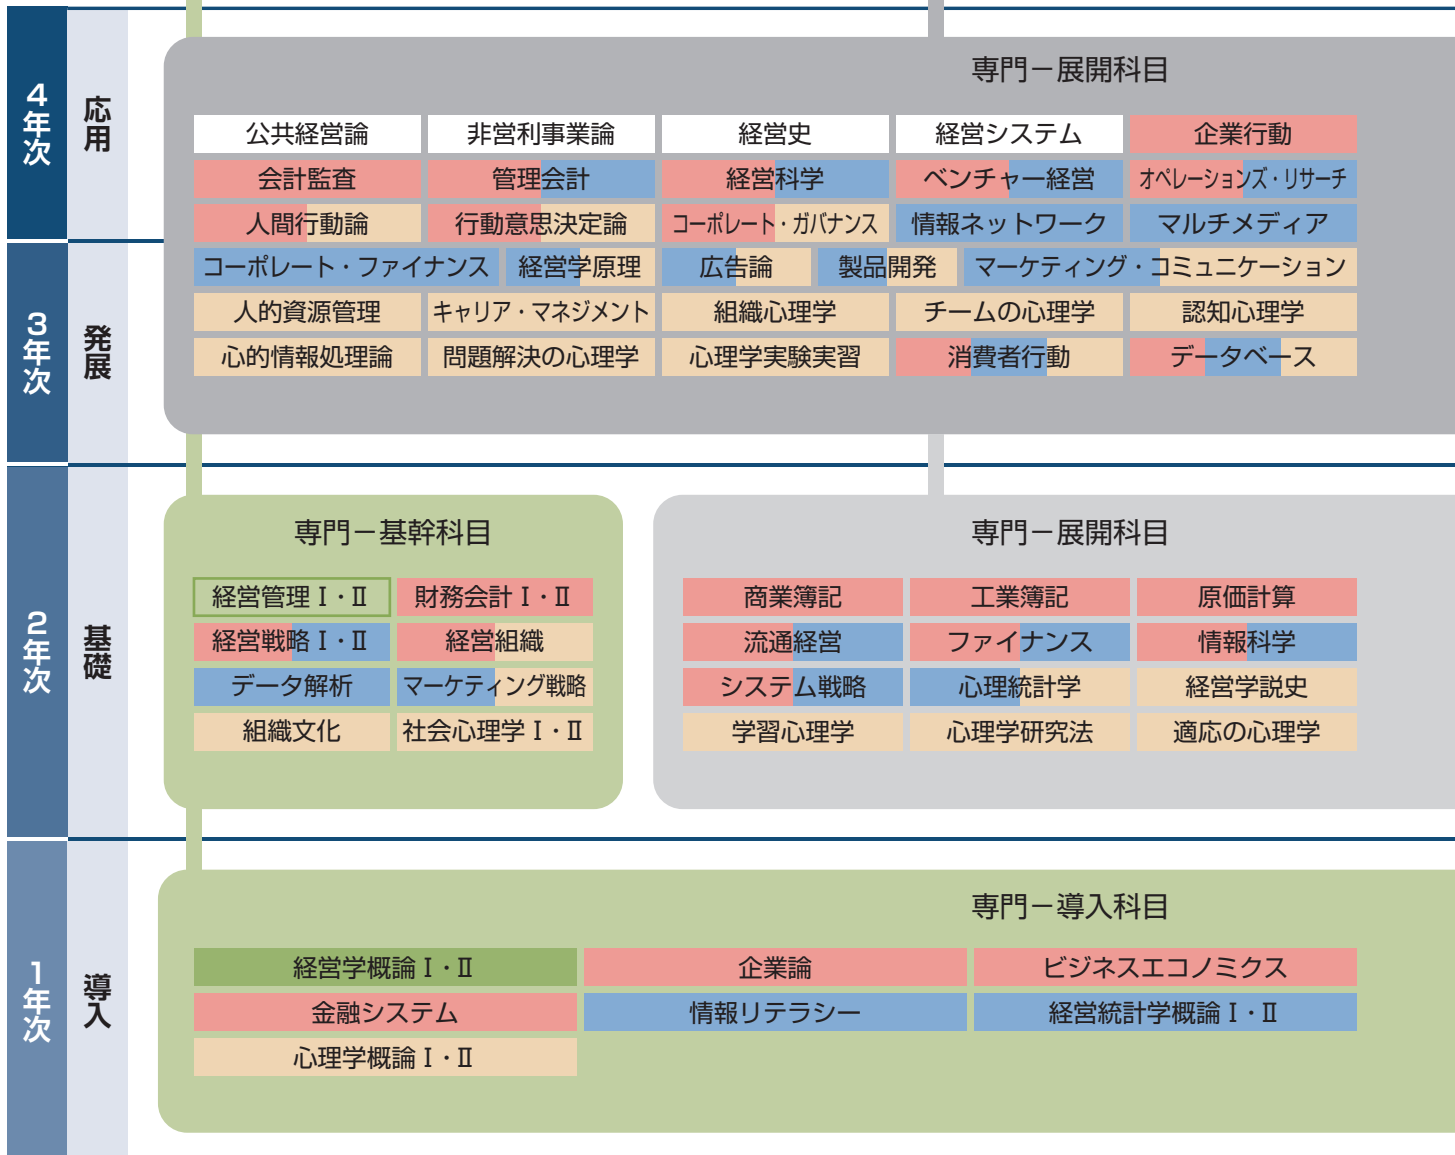 4年次
応用
専門－展開科目
公共経営論 非営利事業論 経営史 経営システム 企業行動
会計監査 管理会計 経営科学 ベンチャー経営 オペレーションズ・リサーチ
人間行動論 行動意思決定論 コーポレート・ガバナンス 情報ネットワーク マルチメディア
3年次
発展
コーポレート・ファイナンス 経営学原理 広告論 製品開発 マーケティング・コミュニケーション
人的資源管理 キャリア・マネジメント 組織心理学 チームの心理学 認知心理学
心的情報処理論 問題解決の心理学 心理学実験実習 消費者行動 データベース
2年次
基礎
専門－基幹科目
経営管理Ⅰ・Ⅱ 財務会計Ⅰ・Ⅱ
経営戦略Ⅰ・Ⅱ 経営組織
データ解析 マーケティング戦略
組織文化 社会心理学Ⅰ・Ⅱ
専門－展開科目
商業簿記 工業簿記 原価計算
流通経営 ファイナンス 情報科学
システム戦略 心理統計学 経営学説史
学習心理学 心理学研究法 適応の心理学
1年次
導入
専門－導入科目
経営学概論Ⅰ・Ⅱ 企業論 ビジネスエコノミクス
金融システム 情報リテラシー 経営統計学概論Ⅰ・Ⅱ
心理学概論Ⅰ・Ⅱ